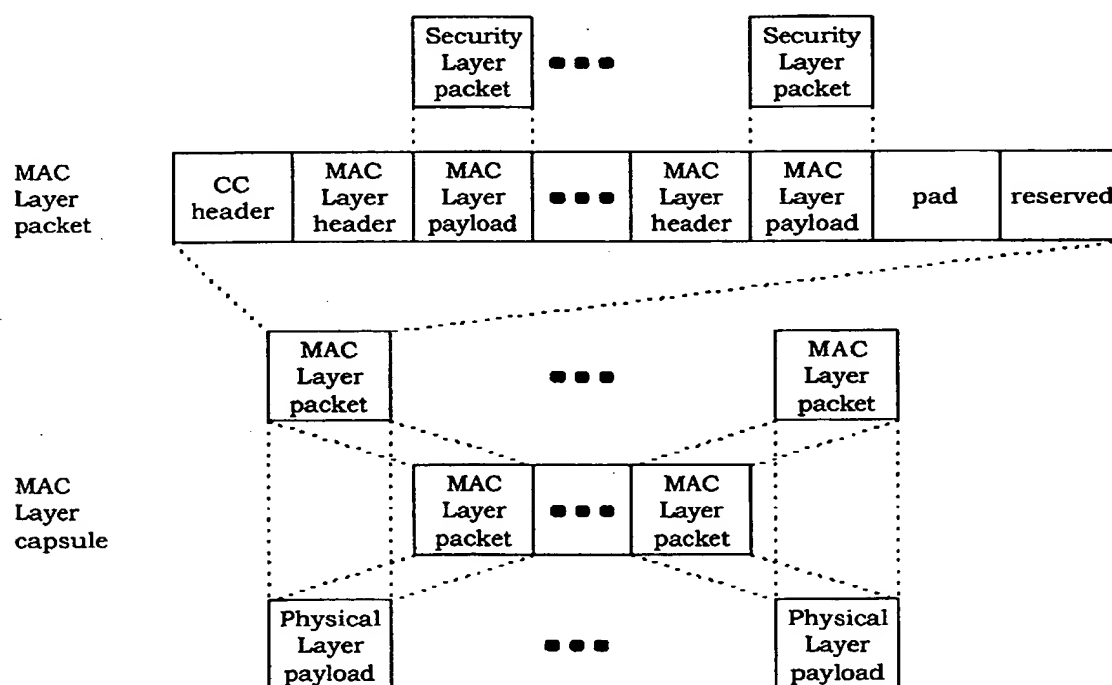 Security
Layer
packet
Security
Layer
packet
MAC
Layer
packet
CC
header
MAC
Layer
header
MAC
Layer
payload
MAC
Layer
header
MAC
Layer
payload
pad
reserved
MAC
Layer
packet
MAC
Layer
packet
MAC
Layer
capsule
MAC
Layer
packet
MAC
Layer
packet
Physical
Layer
payload
Physical
Layer
payload